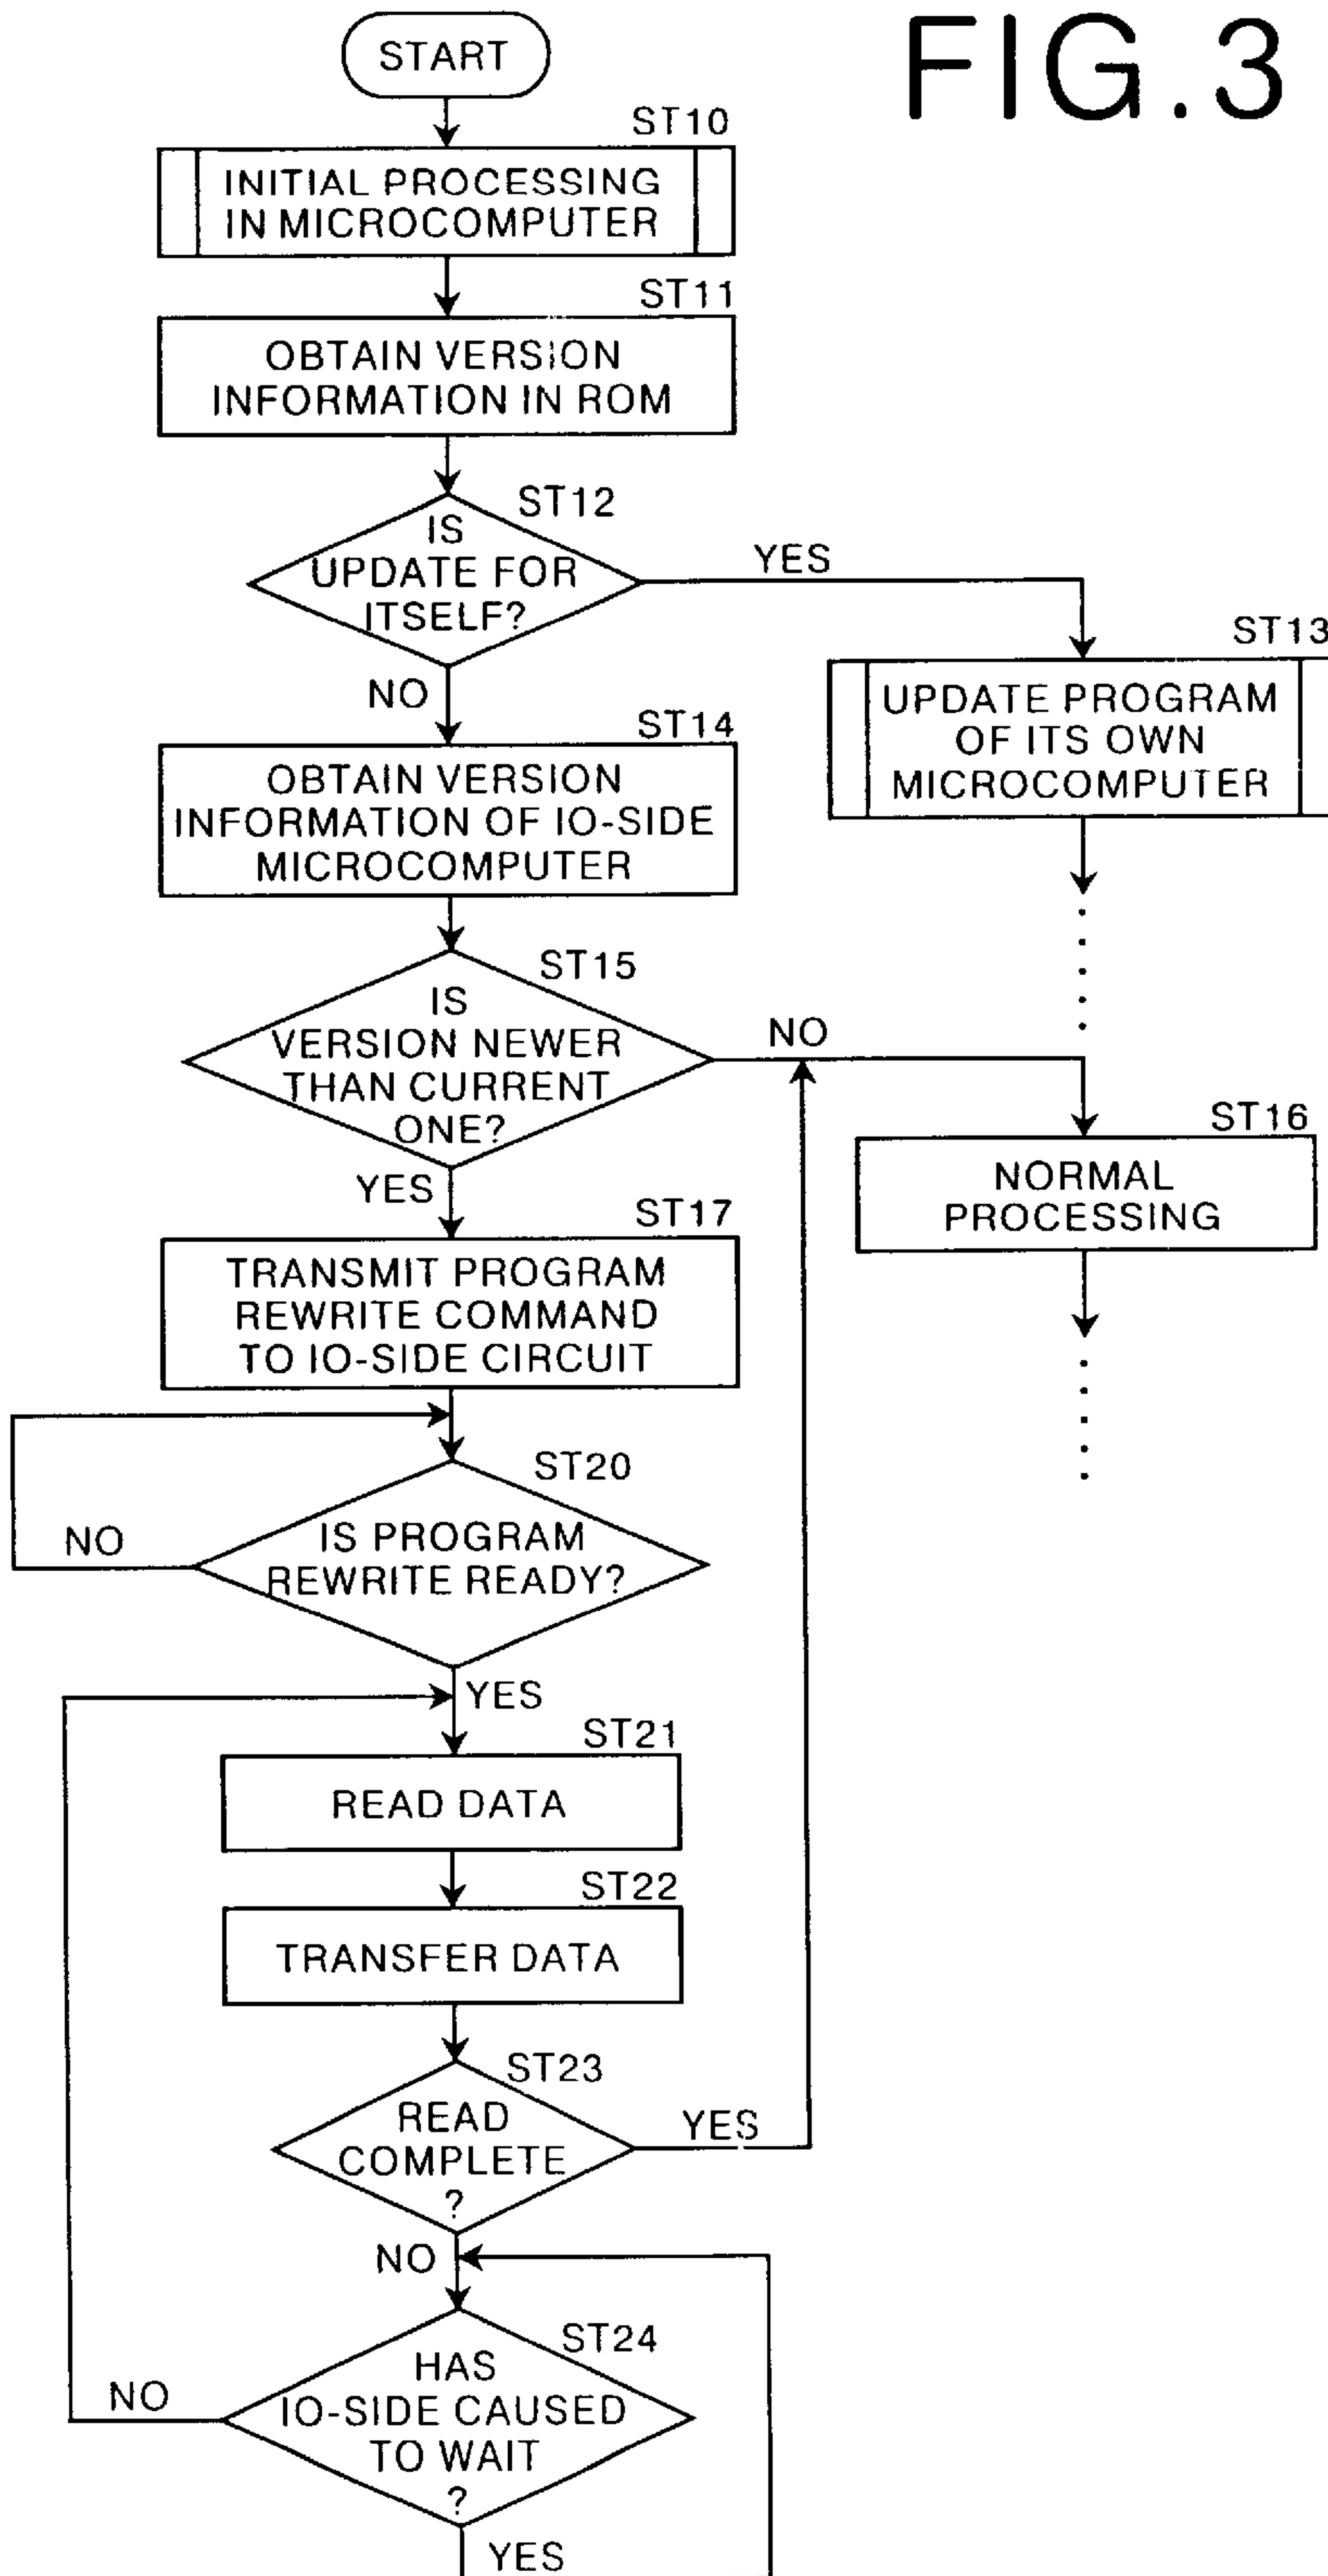 FIG.3
START
ST10
INITIAL PROCESSING
IN MICROCOMPUTER
ST11
OBTAIN VERSION
INFORMATION IN ROM
ST12
IS
UPDATE FOR
ITSELF?
YES
NO
ST13
UPDATE PROGRAM
OF ITS OWN
MICROCOMPUTER
ST14
OBTAIN VERSION
INFORMATION OF IO-SIDE
MICROCOMPUTER
ST15
IS
VERSION NEWER
THAN CURRENT
ONE?
NO
YES
ST16
NORMAL
PROCESSING
ST17
TRANSMIT PROGRAM
REWRITE COMMAND
TO IO-SIDE CIRCUIT
ST20
IS PROGRAM
REWRITE READY?
NO
YES
ST21
READ DATA
ST22
TRANSFER DATA
ST23
READ
COMPLETE
?
YES
NO
ST24
HAS
IO-SIDE CAUSED
TO WAIT
?
NO
YES